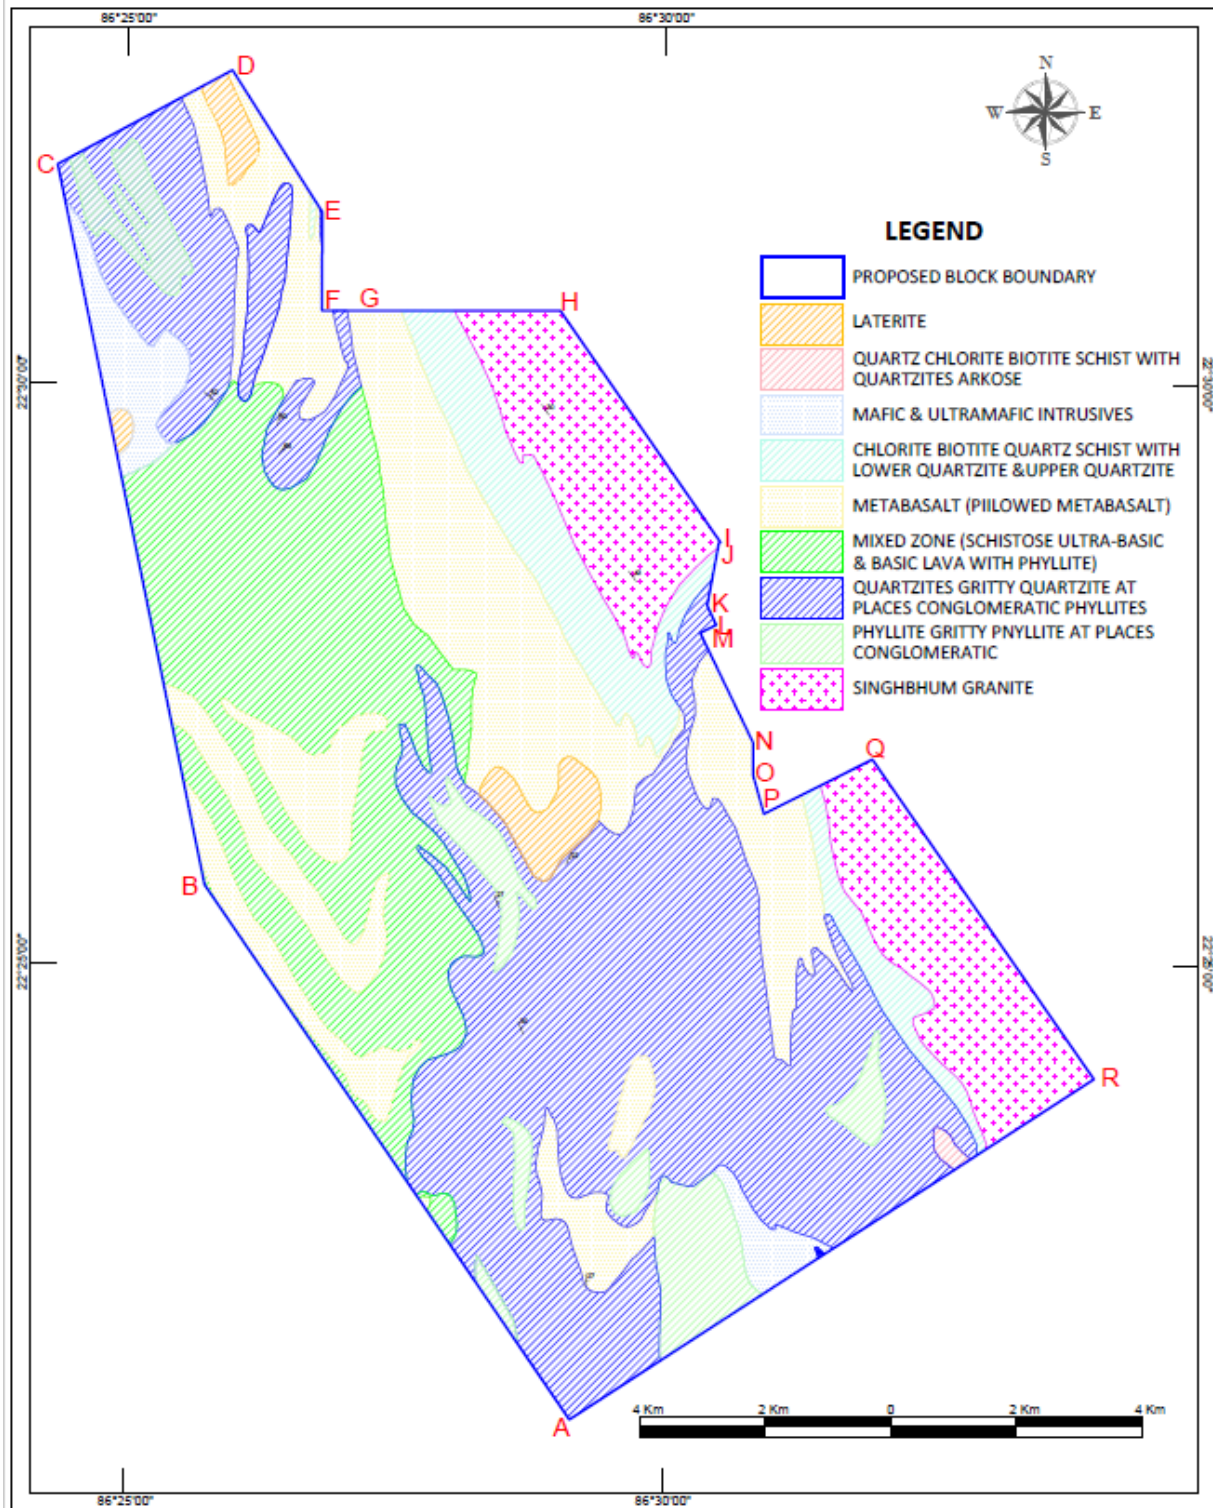 86°25'00"
86°30'00"
D
N
W
E
S
C
E
LEGEND
PROPOSED BLOCK BOUNDARY
F
G
H
LATERITE
QUARTZ CHLORITE BIOTITE SCHIST WITH
QUARTZITES ARKOSE
22°30'00"
22°30'00"
MAFIC & ULTRAMAFIC INTRUSIVES
CHLORITE BIOTITE QUARTZ SCHIST WITH
LOWER QUARTZITE &UPPER QUARTZITE
METABASALT (PIILOWED METABASALT)
I
J
MIXED ZONE (SCHISTOSE ULTRA-BASIC
& BASIC LAVA WITH PHYLLITE)
QUARTZITES GRITTY QUARTZITE AT
PLACES CONGLOMERATIC PHYLLITES
K
L
M
PHYLLITE GRITTY PNYLLITE AT PLACES
CONGLOMERATIC
SINGHBHUM GRANITE
N
Q
O
P
B
22°25'00"
22°25'00"
R
A
4 Km
2 Km
0
2 Km
4 Km
86°25'00"
86°30'00"